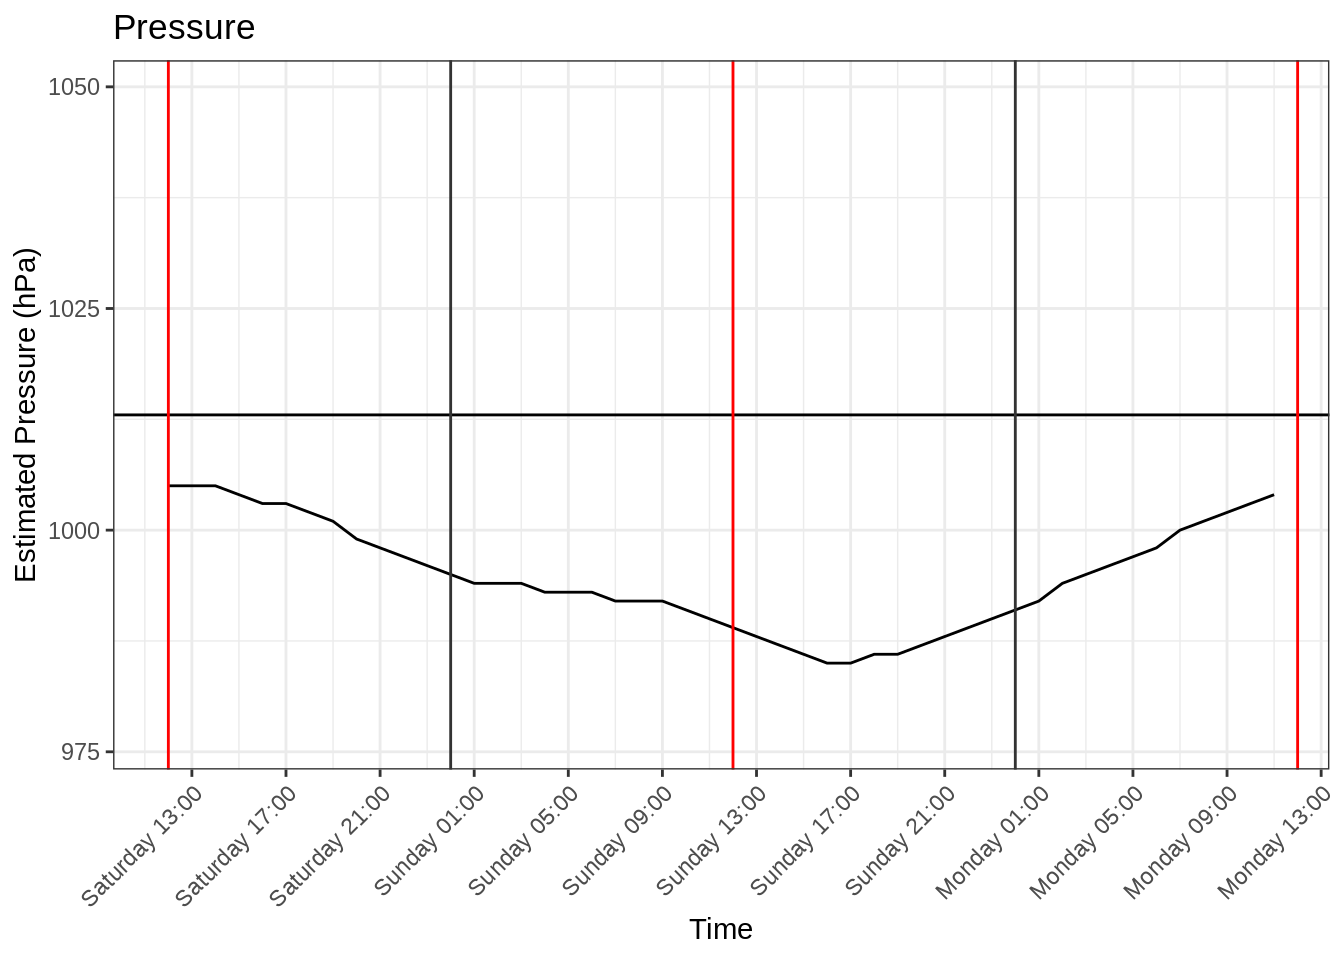 Pressure
Estimated Pressure (hPa)
1050
1025
1000
975
Saturday 13:00
Saturday 17:00
Saturday 21:00
Sunday 01:00
Sunday 05:00
Sunday 09:00
Sunday 13:00
Sunday 17:00
Sunday 21:00
Monday 01:00
Monday 05:00
Monday 09:00
Monday 13:00
Time